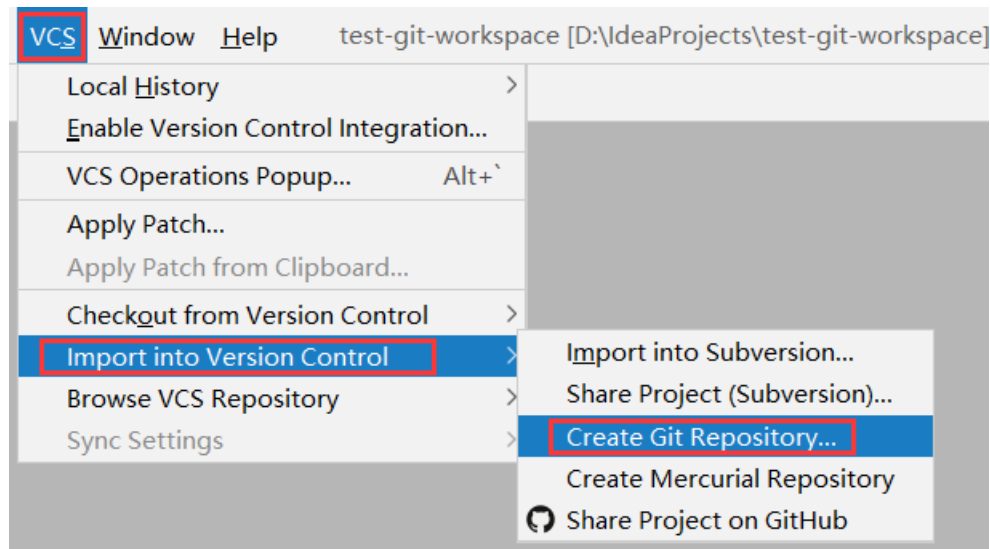 VCS Window Help test-git-workspace [D:\IdeaProjects\test-git-workspace]
Local History
Enable Version Control Integration...
VCS Operations Popup... Alt+`
Apply Patch...
Apply Patch from Clipboard...
Checkout from Version Control
Import into Version Control
Browse VCS Repository
Sync Settings
Import into Subversion...
Share Project (Subversion)...
Create Git Repository...
Create Mercurial Repository
Share Project on GitHub